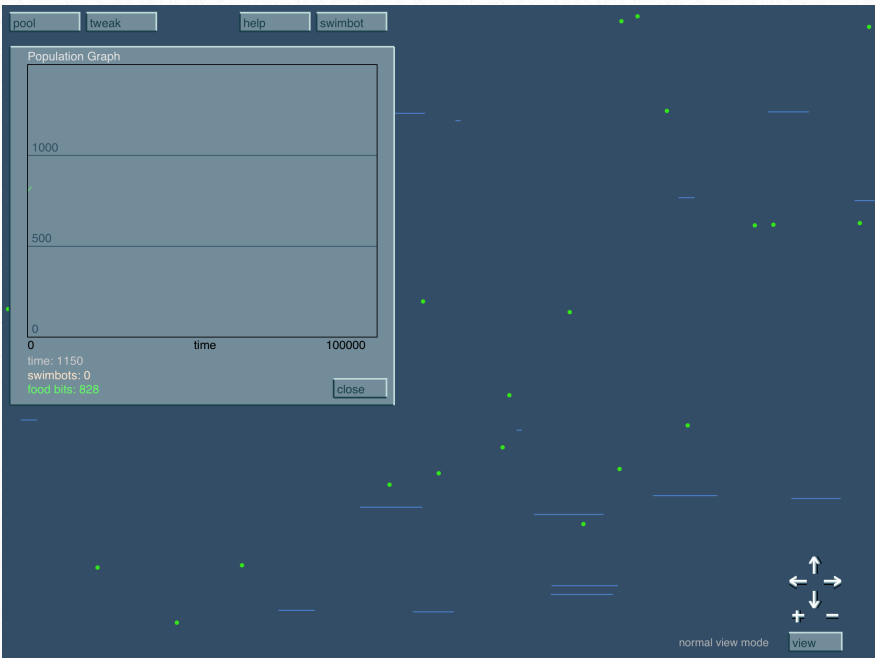 pool tweak help swimbot
Population Graph
1000
500
0
0 time 100000
time: 1150
swimbots: 0
food bits: 828
close
normal view mode view